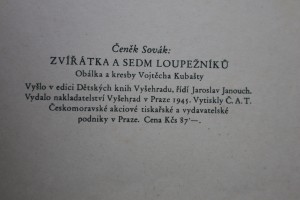 Čeněk Sovák:
ZVÍŘÁTKA A SEDM LOUPEŽNÍKŮ
Obálka a kresby Vojtěcha Kubašty
Vyšlo v edici Dětských knih Vyšehradu, řídí Jaroslav Janouch.
Vydalo nakladatelství Vyšehrad v Praze 1945. Vytiskly Č. A. T.
Českomoravské akciové tiskařské a vydavatelské
podniky v Praze. Cena Kčs 87'—.